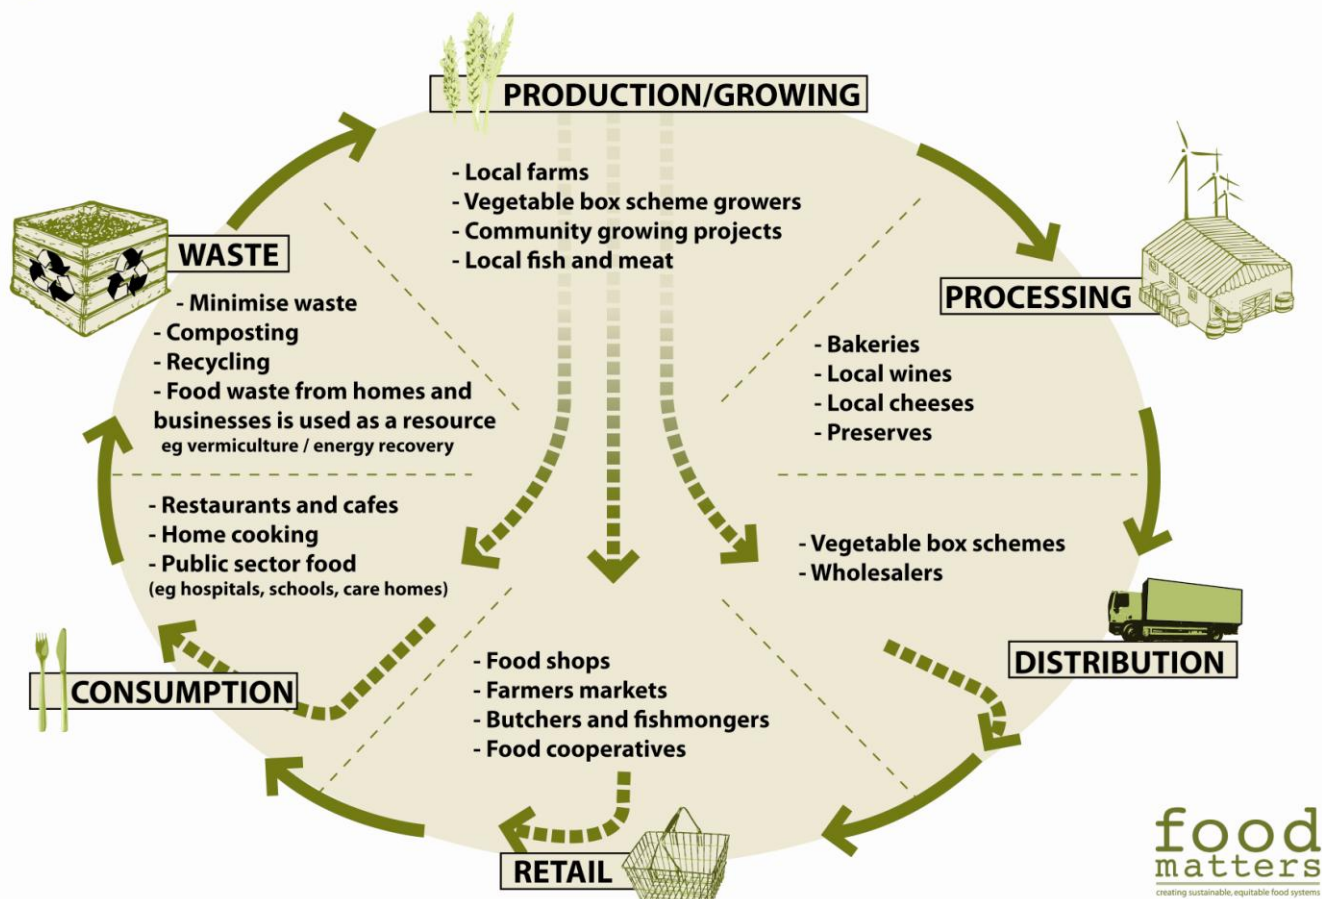 PRODUCTION/GROWING
- Local farms
- Vegetable box scheme growers
- Community growing projects
- Local fish and meat
PROCESSING
- Bakeries
- Local wines
- Local cheeses
- Preserves
- Vegetable box schemes
- Wholesalers
DISTRIBUTION
- Food shops
- Farmers markets
- Butchers and fishmongers
- Food cooperatives
RETAIL
- Restaurants and cafes
- Home cooking
- Public sector food
(eg hospitals, schools, care homes)
CONSUMPTION
WASTE
- Minimise waste
- Composting
- Recycling
- Food waste from homes and
businesses is used as a resource
eg vermiculture / energy recovery
food
matters
creating sustainable, equitable food systems